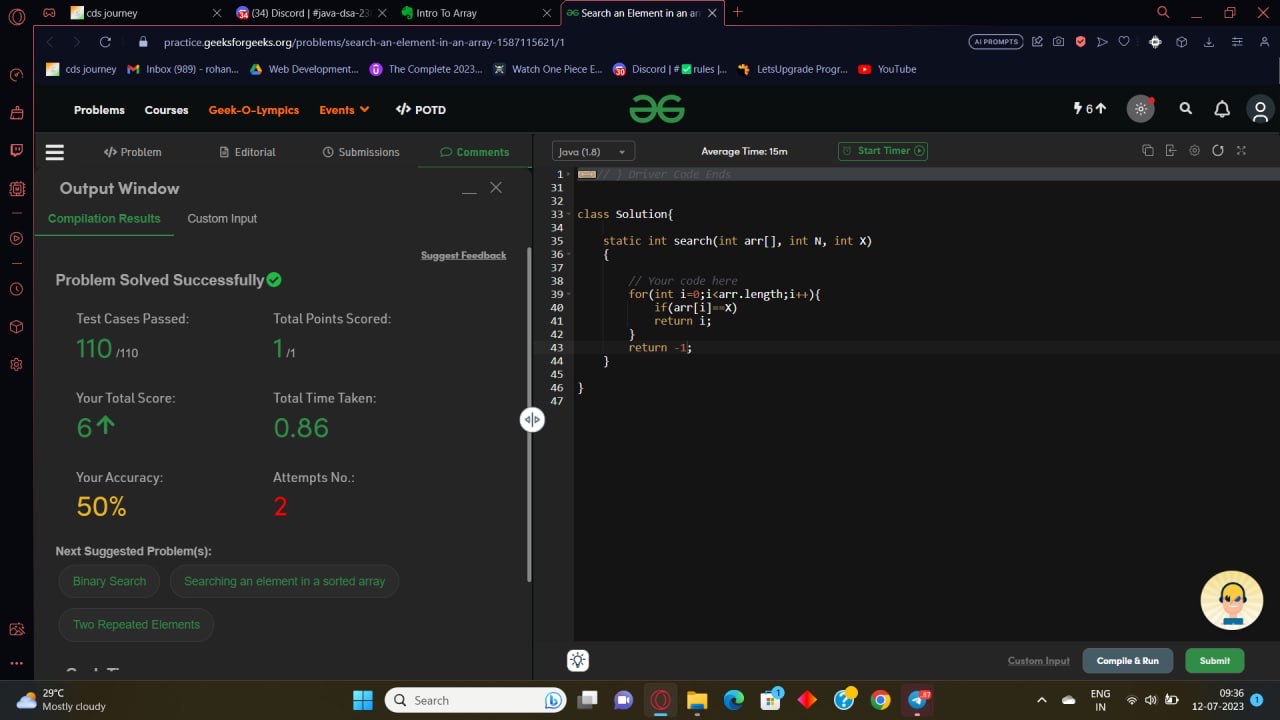 cds journey
(34) Discord | #java-dsa-23
Intro To Array
Search an Element in an ar
practice.geeksforgeeks.org/problems/search-an-element-in-an-array-1587115621/1
AI PROMPTS
cds journey
Inbox (989) - rohan...
Web Development...
The Complete 2023...
Watch One Piece E...
Discord | #✅rules |...
LetsUpgrade Progr...
YouTube
Problems
Courses
Geek-O-Lympics
Events
</> POTD
6
</> Problem
Editorial
Submissions
Comments
Java (1.8)
Average Time: 15m
Start Timer
Output Window
Compilation Results
Custom Input
Suggest Feedback
Problem Solved Successfully
Test Cases Passed:
110 /110
Total Points Scored:
1/1
Your Total Score:
6
Total Time Taken:
0.86
Your Accuracy:
50%
Attempts No.:
2
Next Suggested Problem(s):
Binary Search
Searching an element in a sorted array
Two Repeated Elements
1 // } Driver Code Ends
31
32
33 class Solution{
34
35 static int search(int arr[], int N, int X)
36 {
37
38 // Your code here
39 for(int i=0;i<arr.length;i++){
40 if(arr[i]==X)
41 return i;
42 }
43 return -1;
44 }
45
46 }
47
Custom Input
Compile & Run
Submit
29°C
Mostly cloudy
Search
1
87
ENG
IN
09:36
12-07-2023
1